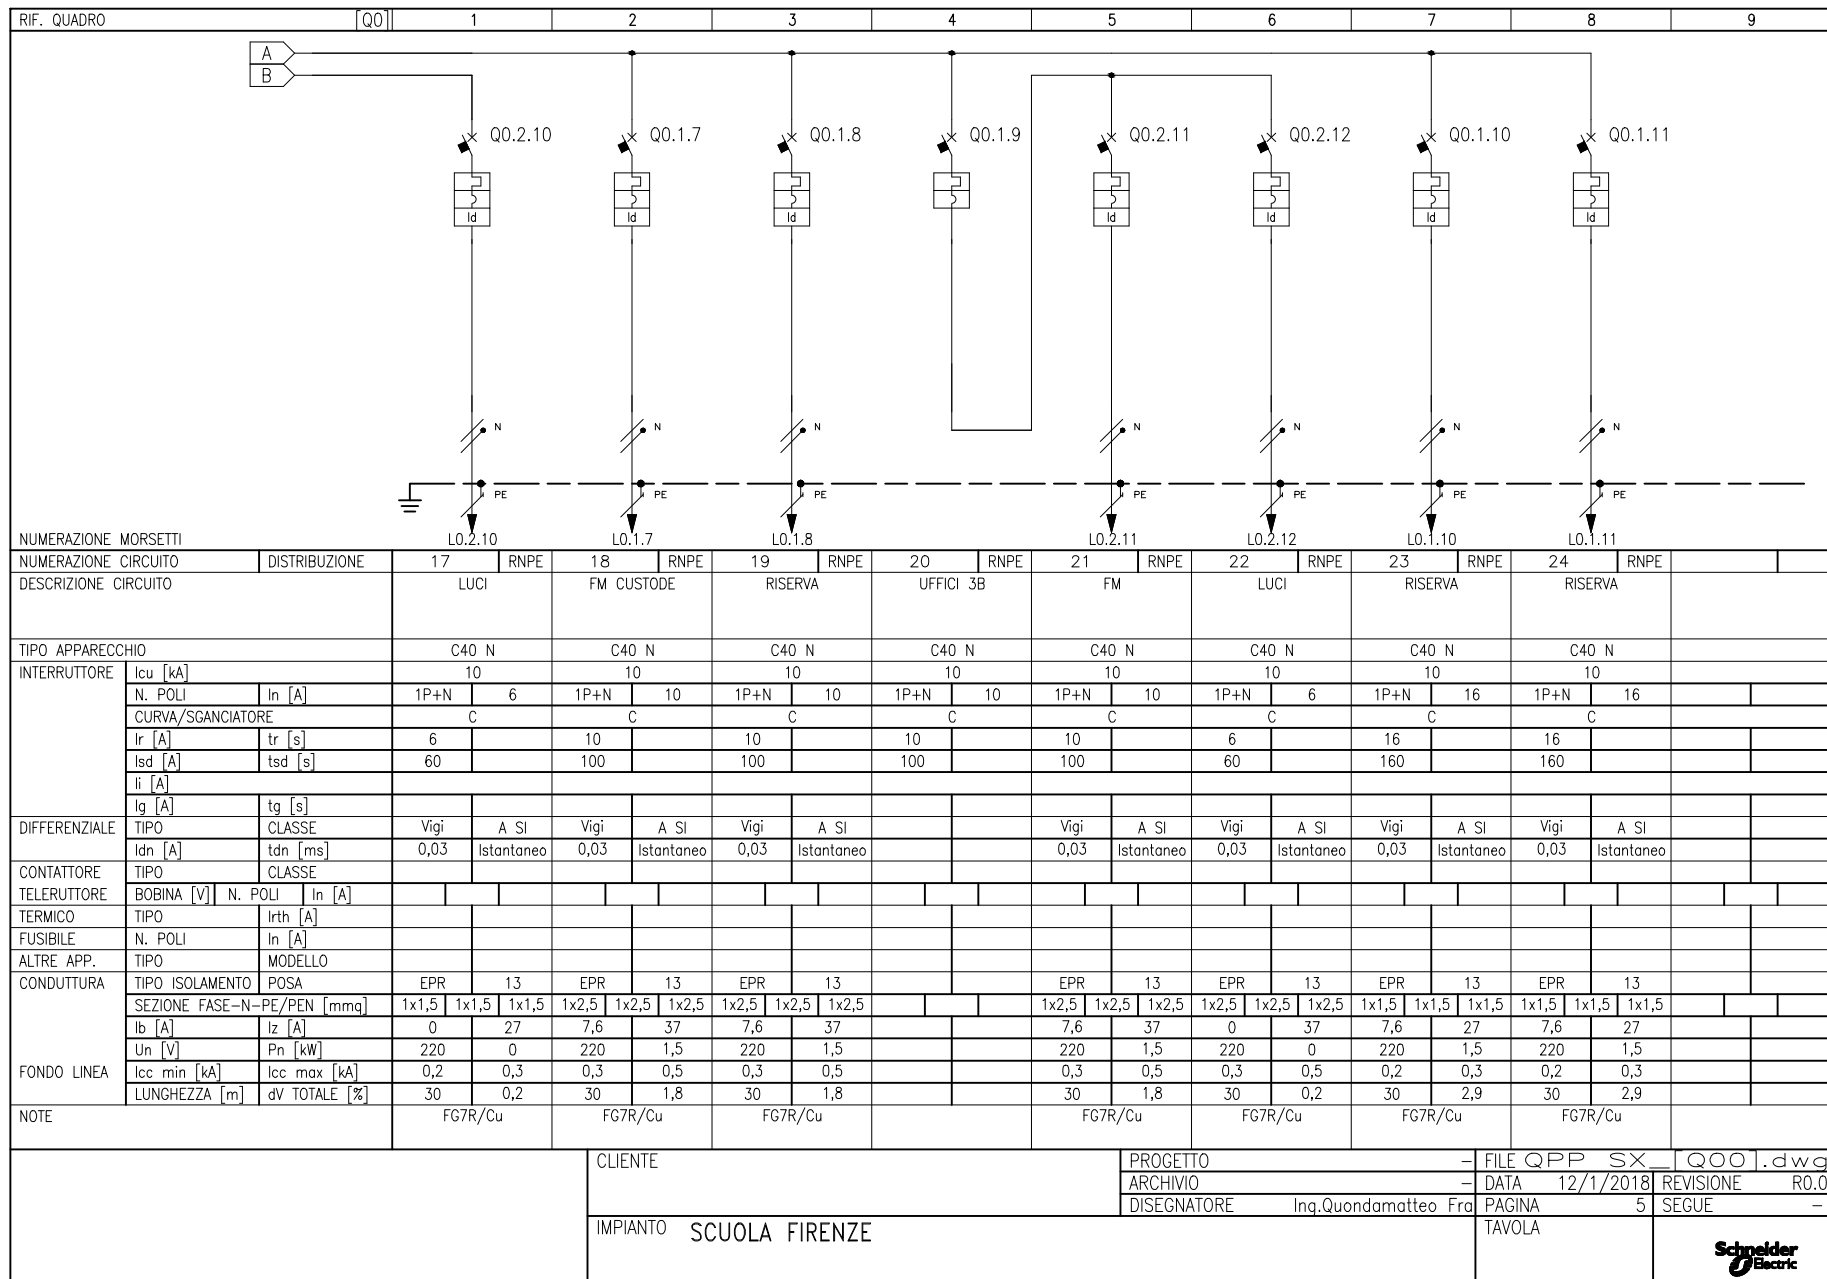 RIF. QUADRO [Q0] 1 2 3 4 5 6 7 8 9
A
B
Q0.2.10 Q0.1.7 Q0.1.8 Q0.1.9 Q0.2.11 Q0.2.12 Q0.1.10 Q0.1.11
Id Id Id Id Id Id Id
N N N N N N N
PE PE PE PE PE PE PE
NUMERAZIONE MORSETTI L0.2.10 L0.1.7 L0.1.8 L0.2.11 L0.2.12 L0.1.10 L0.1.11
NUMERAZIONE CIRCUITO DISTRIBUZIONE 17 RNPE 18 RNPE 19 RNPE 20 RNPE 21 RNPE 22 RNPE 23 RNPE 24 RNPE
DESCRIZIONE CIRCUITO LUCI FM CUSTODE RISERVA UFFICI 3B FM LUCI RISERVA RISERVA
TIPO APPARECCHIO C40 N C40 N C40 N C40 N C40 N C40 N C40 N C40 N
INTERRUTTORE Icu [kA] 10 10 10 10 10 10 10 10
N. POLI In [A] 1P+N 6 1P+N 10 1P+N 10 1P+N 10 1P+N 10 1P+N 6 1P+N 16 1P+N 16
CURVA/SGANCIATORE C C C C C C C C
Ir [A] tr [s] 6 10 10 10 10 6 16 16
Isd [A] tsd [s] 60 100 100 100 100 60 160 160
Ii [A]
Ig [A] tg [s]
DIFFERENZIALE TIPO CLASSE Vigi A SI Vigi A SI Vigi A SI Vigi A SI Vigi A SI Vigi A SI Vigi A SI
Idn [A] tdn [ms] 0,03 Istantaneo 0,03 Istantaneo 0,03 Istantaneo 0,03 Istantaneo 0,03 Istantaneo 0,03 Istantaneo 0,03 Istantaneo
CONTATTORE TIPO CLASSE
TELERUTTORE BOBINA [V] N. POLI In [A]
TERMICO TIPO Irth [A]
FUSIBILE N. POLI In [A]
ALTRE APP. TIPO MODELLO
CONDUTTURA TIPO ISOLAMENTO POSA EPR 13 EPR 13 EPR 13 EPR 13 EPR 13 EPR 13 EPR 13
SEZIONE FASE-N-PE/PEN [mmq] 1x1,5 1x1,5 1x1,5 1x2,5 1x2,5 1x2,5 1x2,5 1x2,5 1x2,5 1x2,5 1x2,5 1x2,5 1x2,5 1x2,5 1x2,5 1x1,5 1x1,5 1x1,5 1x1,5 1x1,5 1x1,5
Ib [A] Iz [A] 0 27 7,6 37 7,6 37 7,6 37 0 37 7,6 27 7,6 27
Un [V] Pn [kW] 220 0 220 1,5 220 1,5 220 1,5 220 0 220 1,5 220 1,5
FONDO LINEA Icc min [kA] Icc max [kA] 0,2 0,3 0,3 0,5 0,3 0,5 0,3 0,5 0,3 0,5 0,2 0,3 0,2 0,3
LUNGHEZZA [m] dV TOTALE [%] 30 0,2 30 1,8 30 1,8 30 1,8 30 0,2 30 2,9 30 2,9
NOTE FG7R/Cu FG7R/Cu FG7R/Cu FG7R/Cu FG7R/Cu FG7R/Cu FG7R/Cu
CLIENTE PROGETTO - FILE QPP SX_[Q00].dwg
ARCHIVIO - DATA 12/1/2018 REVISIONE R0.0
DISEGNATORE Ing.Quondamatteo Fra PAGINA 5 SEGUE -
IMPIANTO SCUOLA FIRENZE TAVOLA
Schneider
Electric